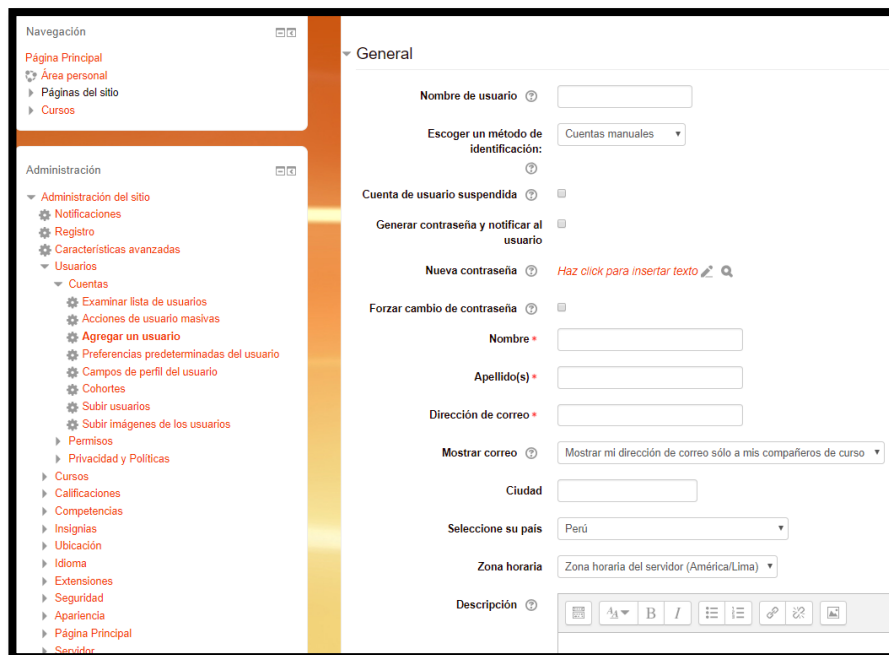 Navegación
Página Principal
Área personal
Páginas del sitio
Cursos
Administración
Administración del sitio
Notificaciones
Registro
Características avanzadas
Usuarios
Cuentas
Examinar lista de usuarios
Acciones de usuario masivas
Agregar un usuario
Preferencias predeterminadas del usuario
Campos de perfil del usuario
Cohortes
Subir usuarios
Subir imágenes de los usuarios
Permisos
Privacidad y Políticas
Cursos
Calificaciones
Competencias
Insignias
Ubicación
Idioma
Extensiones
Seguridad
Apariencia
Página Principal
Servidor
General
Nombre de usuario
Escoger un método de
identificación:
Cuentas manuales
Cuenta de usuario suspendida
Generar contraseña y notificar al
usuario
Nueva contraseña Haz click para insertar texto
Forzar cambio de contraseña
Nombre *
Apellido(s) *
Dirección de correo *
Mostrar correo Mostrar mi dirección de correo sólo a mis compañeros de curso
Ciudad
Seleccione su país Perú
Zona horaria Zona horaria del servidor (América/Lima)
Descripción
B I